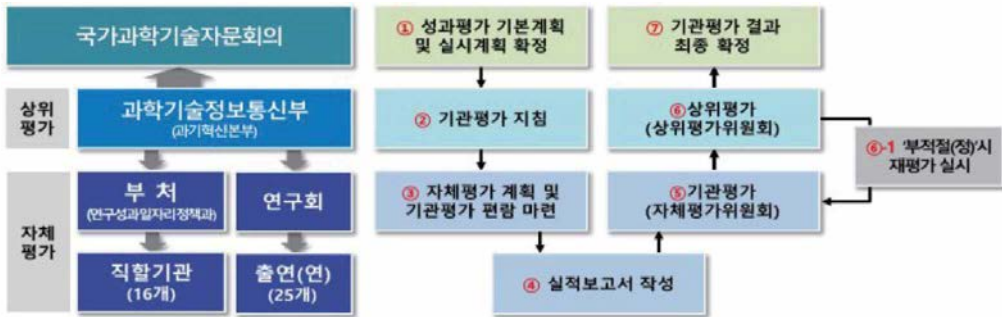 국가과학기술자문회의
상위
평가
과학기술정보통신부
(과기혁신본부)
자체
평가
부 처
(연구성과일자리정책과)
연구회
직할기관
(16개)
출연(연)
(25개)
① 성과평가 기본계획
및 실시계획 확정
② 기관평가 지침
③ 자체평가 계획 및
기관평가 편람 마련
④ 실적보고서 작성
⑤ 기관평가
(자체평가위원회)
⑥상위평가
(상위평가위원회)
⑥-1 '부적절(정)'시
재평가 실시
⑦ 기관평가 결과
최종 확정